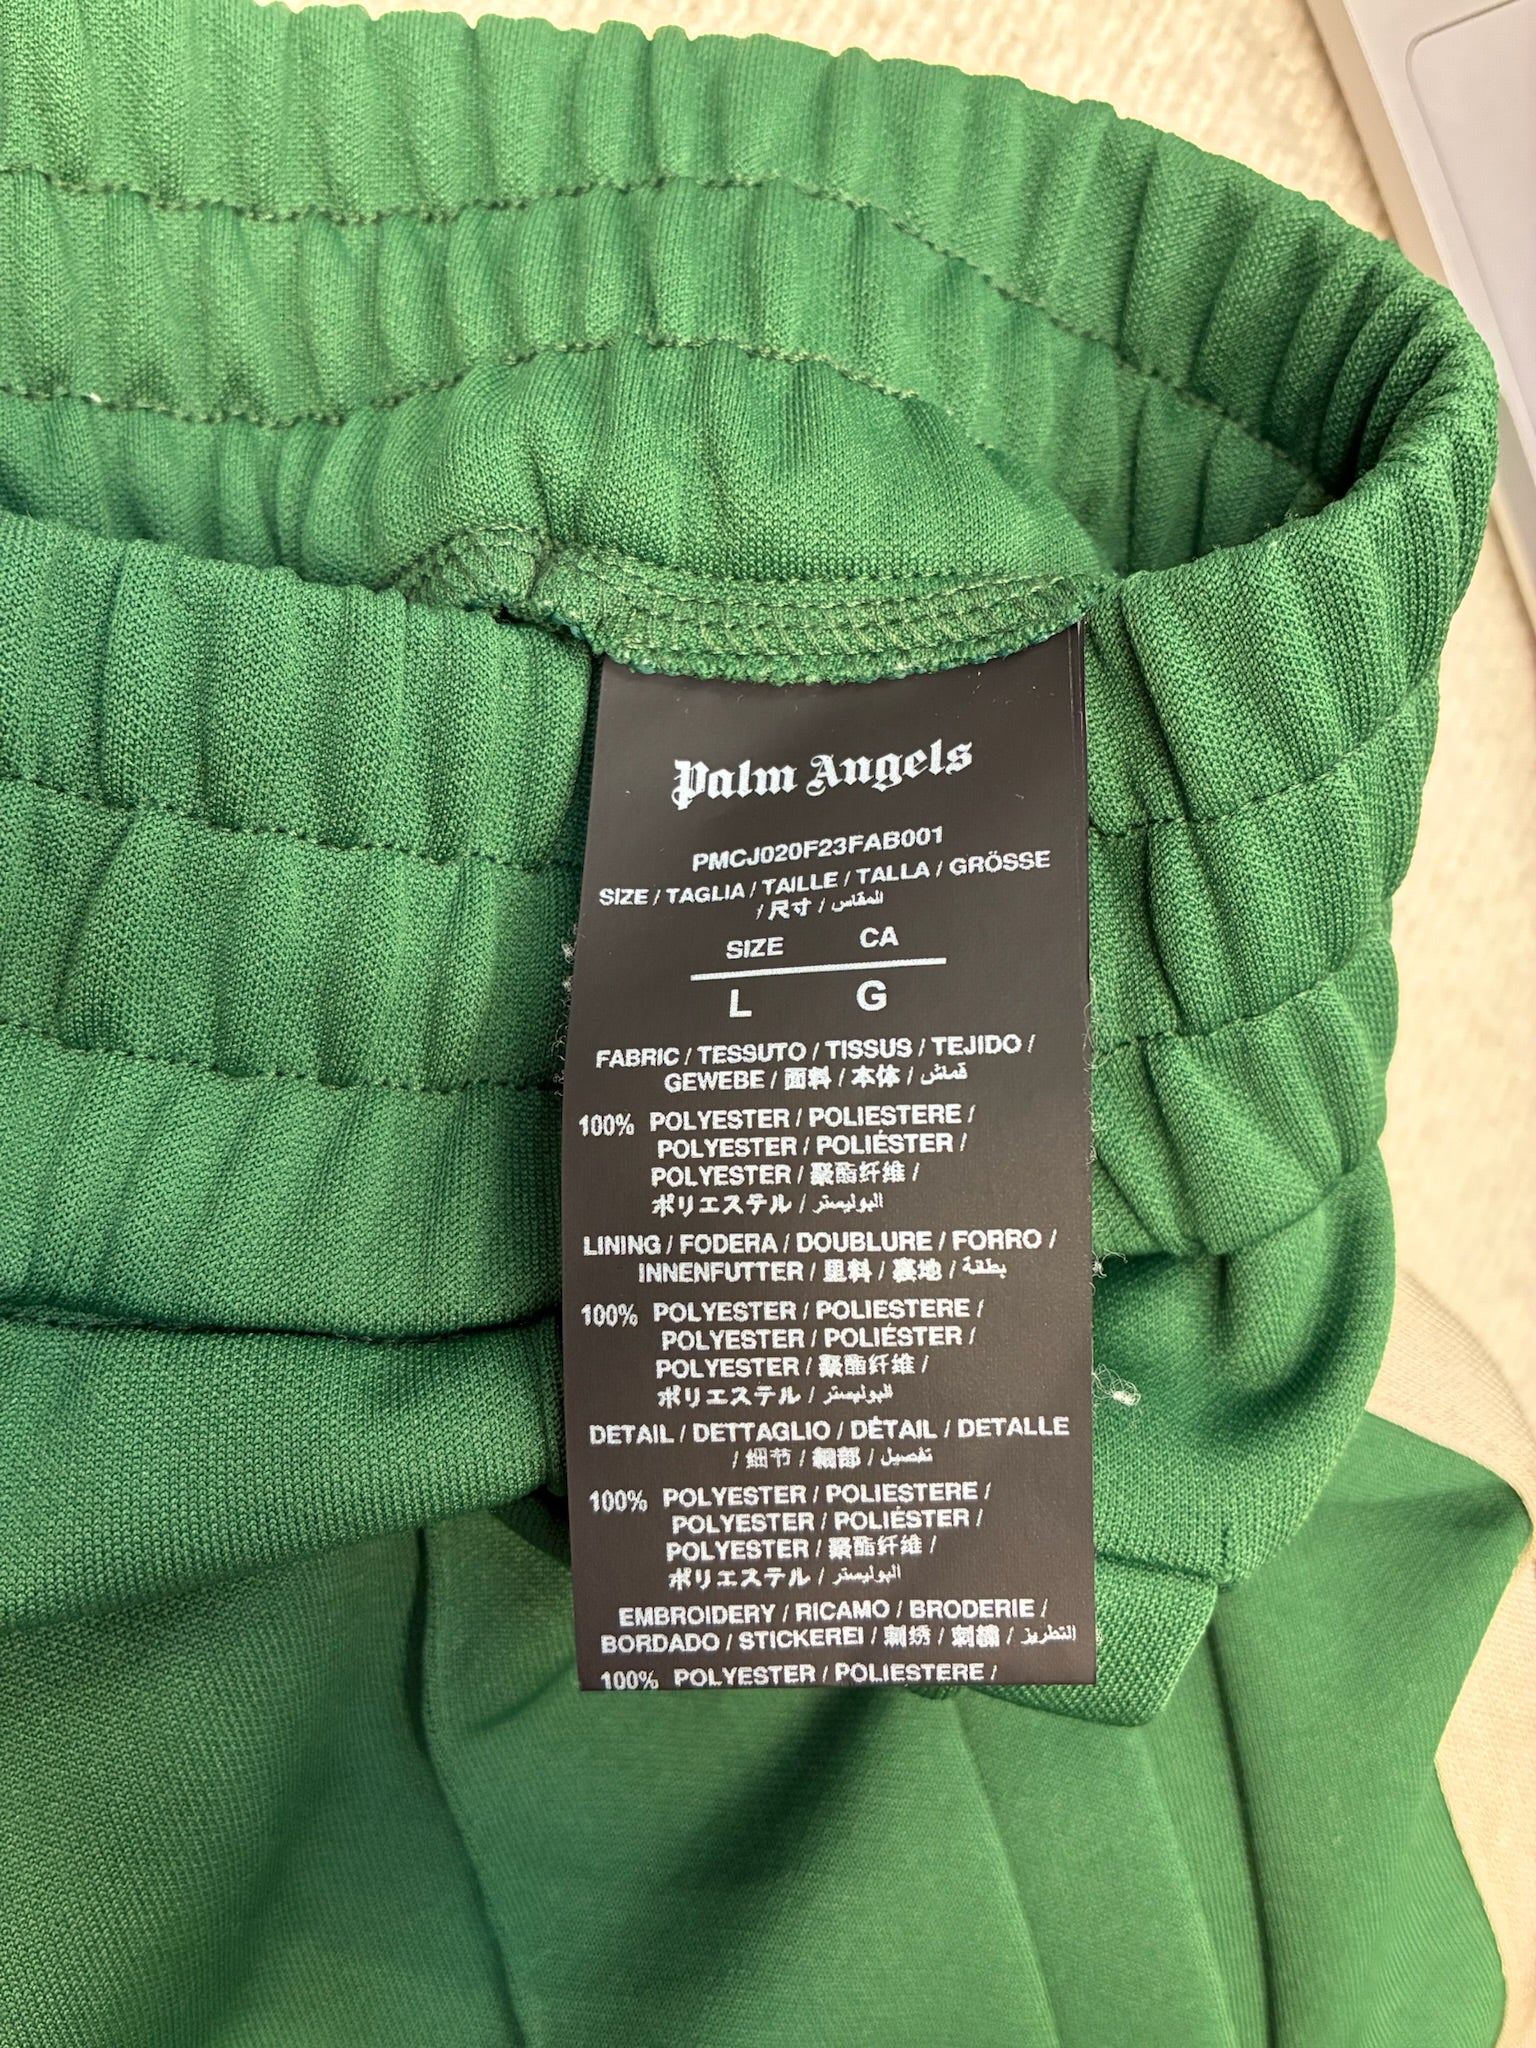 Palm Angels
PMCJ020F23FAB001
SIZE / TAGLIA / TAILLE / TALLA / GRÖSSE
/ 尺寸 / المقاس
SIZE CA
L G
FABRIC / TESSUTO / TISSUS / TEJIDO /
GEWEBE / 面料 / 本体 / قماش
100% POLYESTER / POLIESTERE /
POLYESTER / POLIÉSTER /
POLYESTER / 聚酯纤维 /
ポリエステル / البوليستر
LINING / FODERA / DOUBLURE / FORRO /
INNENFUTTER / 里料 / 裏地 / بطقة
100% POLYESTER / POLIESTERE /
POLYESTER / POLIÉSTER /
POLYESTER / 聚酯纤维 /
ポリエステル / البوليستر
DETAIL / DETTAGLIO / DÉTAIL / DETALLE
/ 细节 / 細部 / تفصيل
100% POLYESTER / POLIESTERE /
POLYESTER / POLIÉSTER /
POLYESTER / 聚酯纤维 /
ポリエステル / البوليستر
EMBROIDERY / RICAMO / BRODERIE /
BORDADO / STICKEREI / 刺绣 / 刺繍 / التطريز
100% POLYESTER / POLIESTERE /